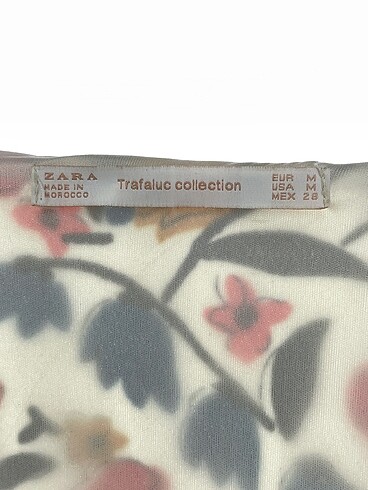 ZARA
MADE IN
MOROCCO
Trafaluc collection
EUR M
USA M
MEX 28